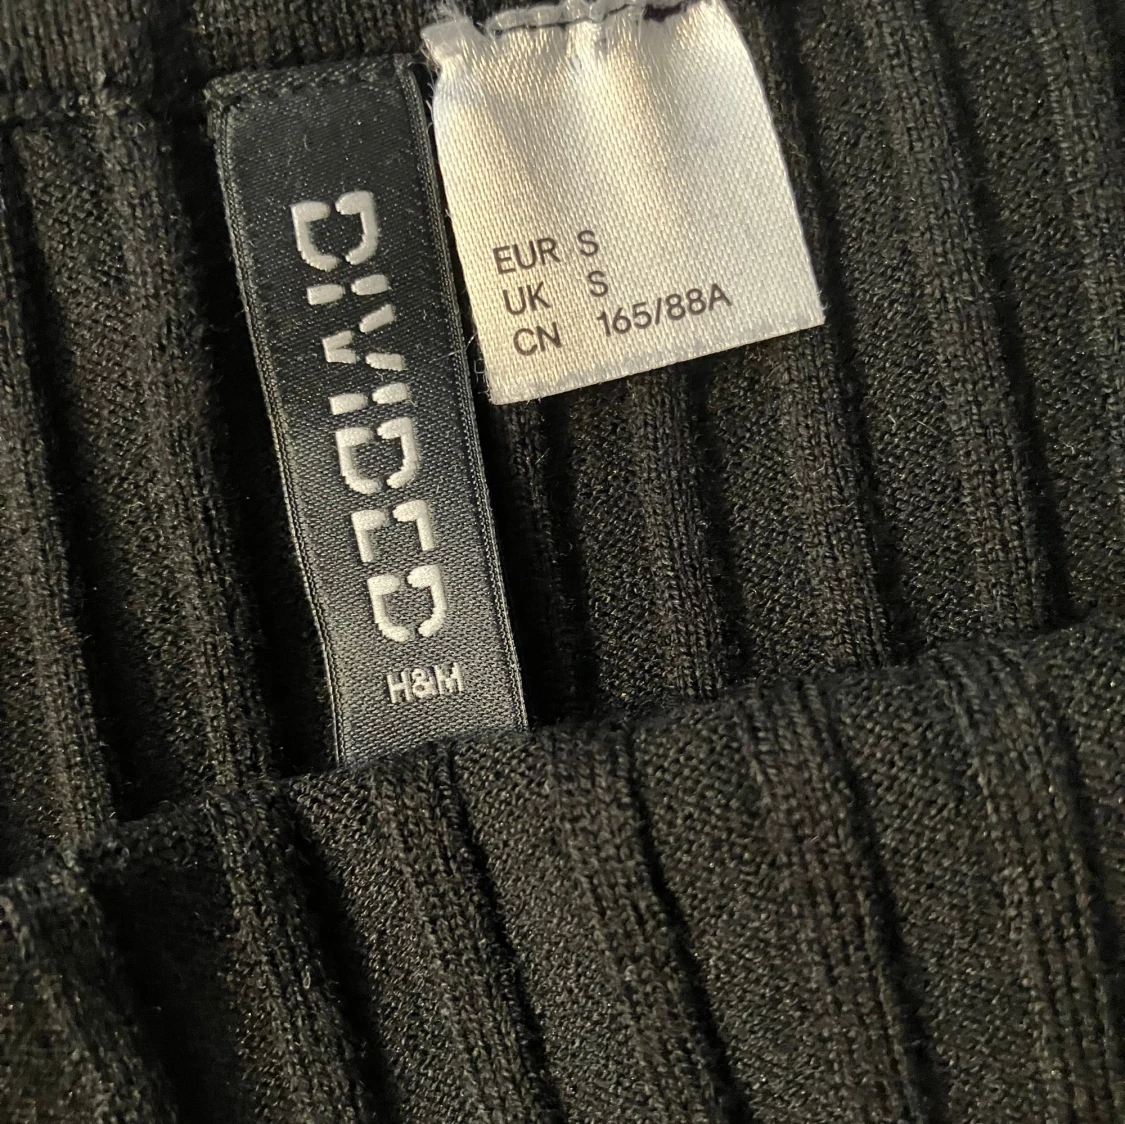 DIVIDED
H&M
EUR S
UK S
CN 165/88A